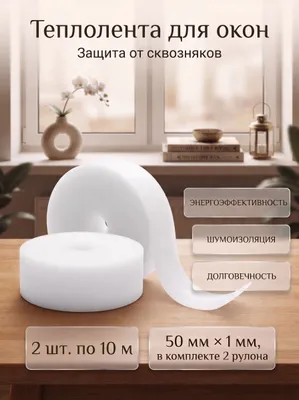 Теплолента для окон
Защита от сквозняков
ЭНЕРГОЭФФЕКТИВНОСТЬ
ШУМОИЗОЛЯЦИЯ
ДОЛГОВЕЧНОСТЬ
2 шт. по 10 м
50 мм × 1 мм,
в комплекте 2 рулона